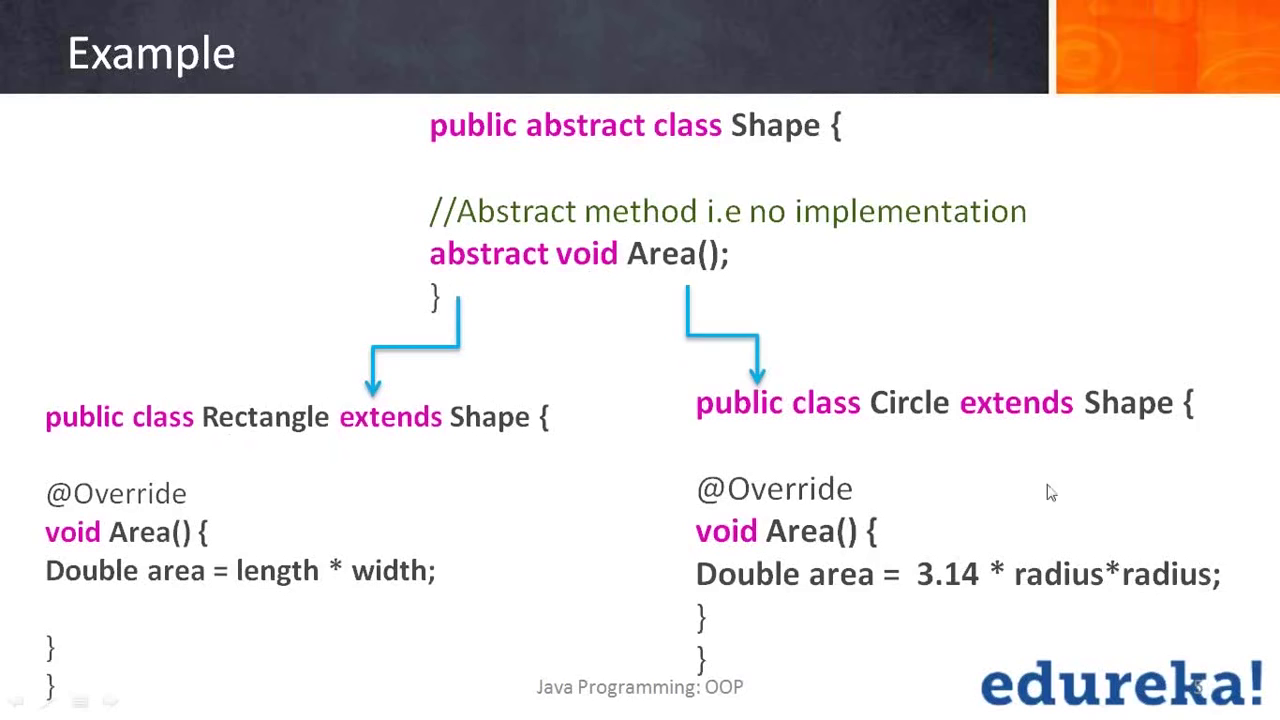 Example
public abstract class Shape {
//Abstract method i.e no implementation
abstract void Area();
}
public class Rectangle extends Shape {
@Override
void Area() {
Double area = length * width;
}
}
public class Circle extends Shape {
@Override
void Area() {
Double area =  3.14 * radius*radius;
}
}
Java Programming: OOP
edureka!